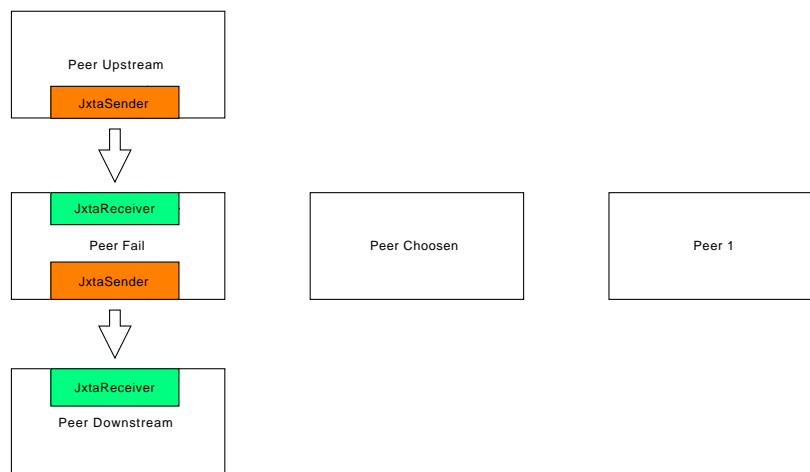 Peer Upstream
JxtaSender
JxtaReceiver
Peer Fail
JxtaSender
Peer Choosen
Peer 1
JxtaReceiver
Peer Downstream